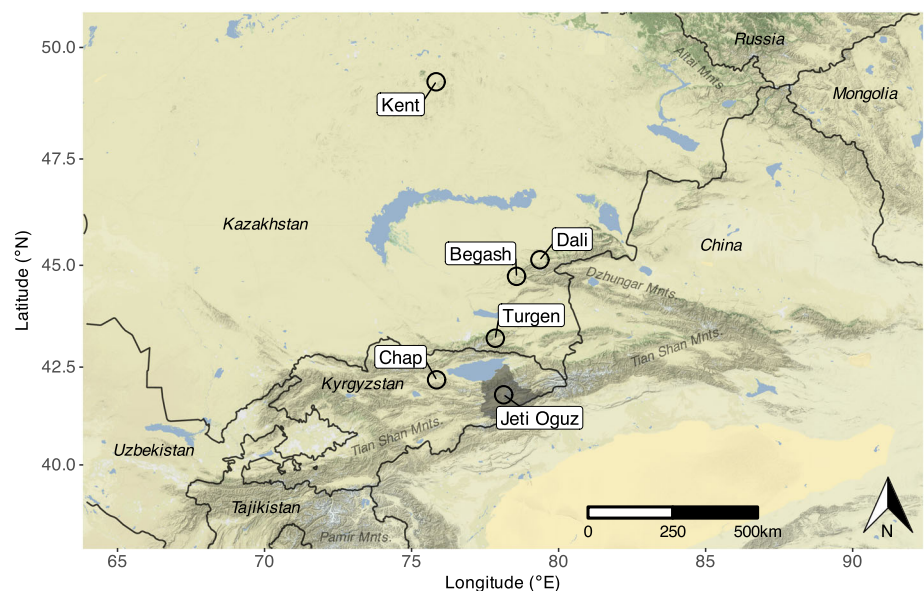 50.0
47.5
45.0
42.5
40.0
Latitude (°N)
Russia
Altai Mnts.
Mongolia
Kent
Kazakhstan
Dali
Begash
China
Dzhungar Mnts.
Turgen
Tian Shan Mnts.
Chap
Kyrgyzstan
Jeti Oguz
Tian Shan Mnts.
Uzbekistan
Tajikistan
Pamir Mnts.
0
250
500km
N
65
70
75
80
85
90
Longitude (°E)